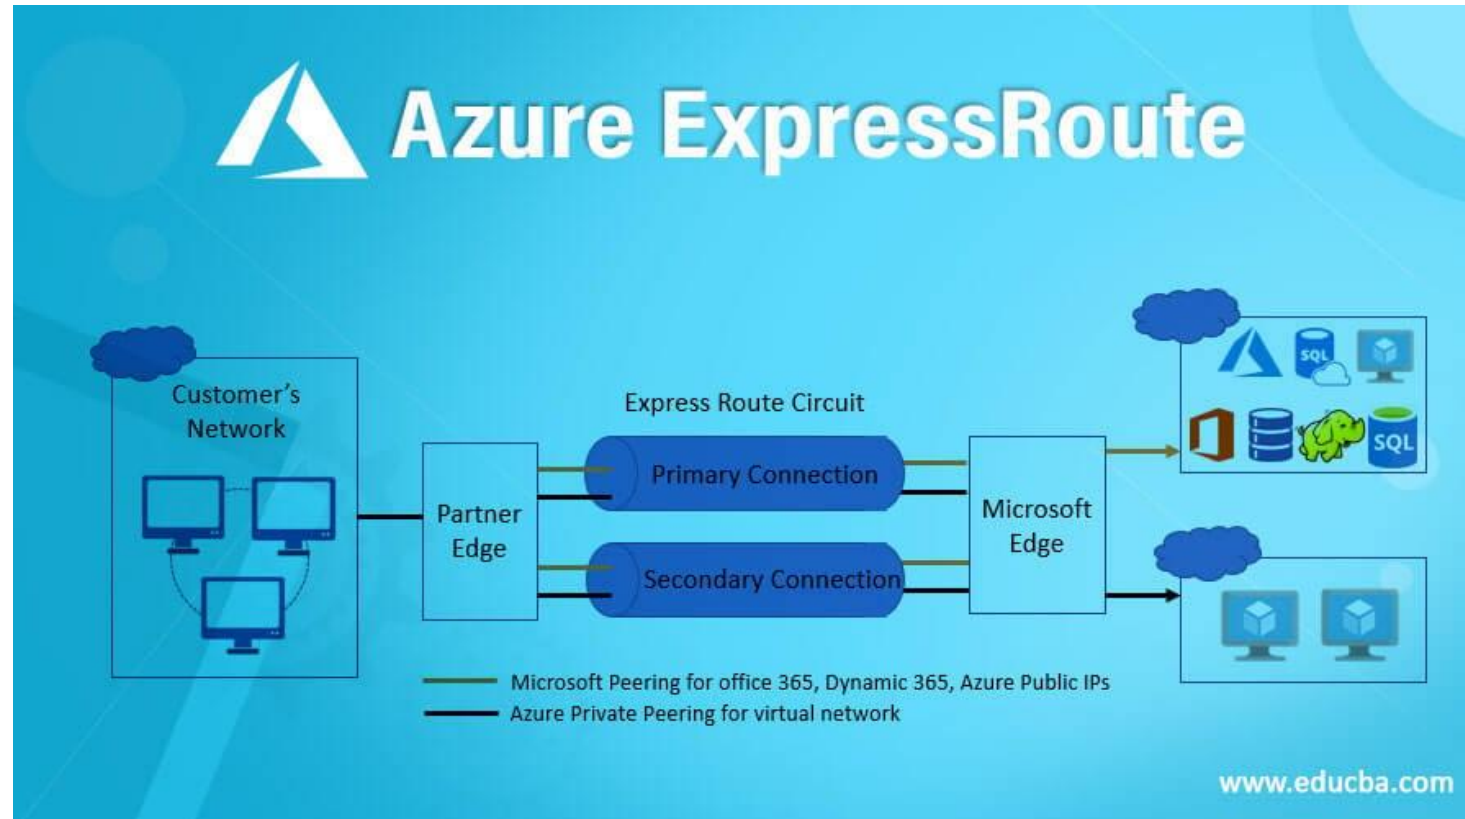 Azure ExpressRoute
Customer's
Network
Express Route Circuit
Primary Connection
Partner
Edge
Microsoft
Edge
Secondary Connection
SQL
SQL
Microsoft Peering for office 365, Dynamic 365, Azure Public IPs
Azure Private Peering for virtual network
www.educba.com